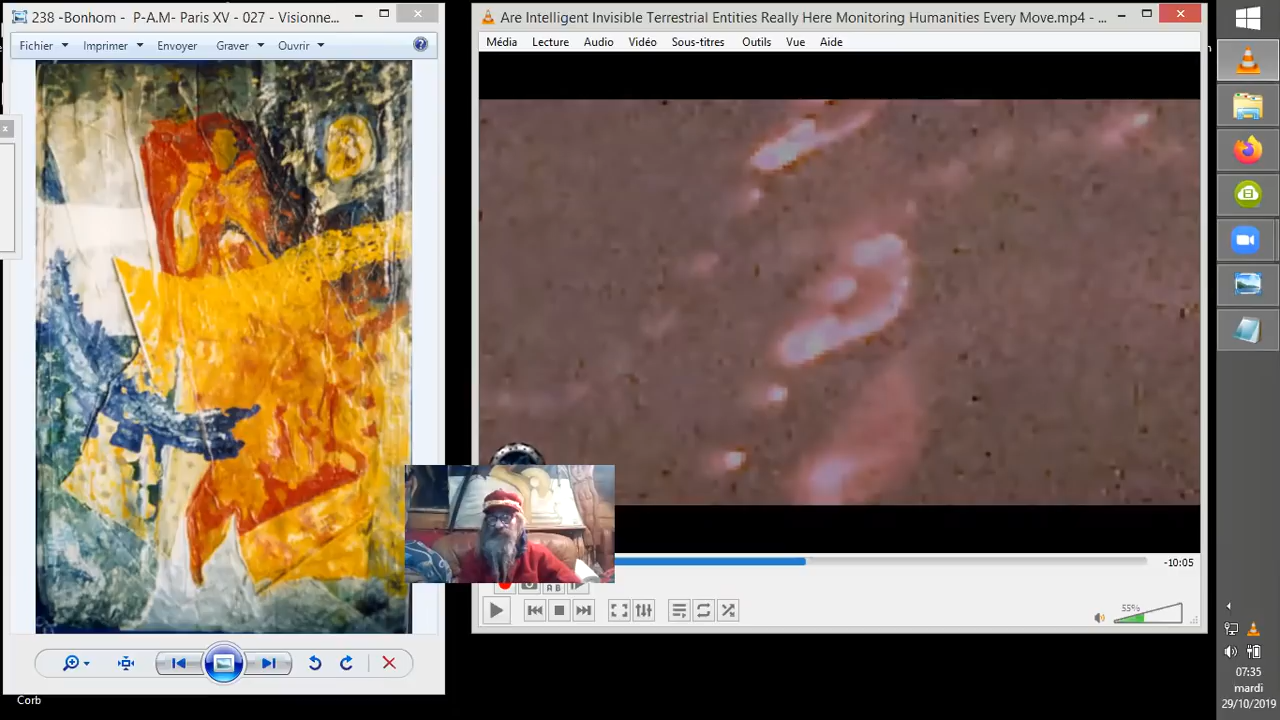 238 -Bonhom - P-A.M- Paris XV - 027 - Visionne...
Fichier Imprimer Envoyer Graver Ouvrir
Are Intelligent Invisible Terrestrial Entities Really Here Monitoring Humanities Every Move.mp4 - ...
Média Lecture Audio Vidéo Sous-titres Outils Vue Aide
-10:05
A B
55%
Corb
07:35
mardi
29/10/2019